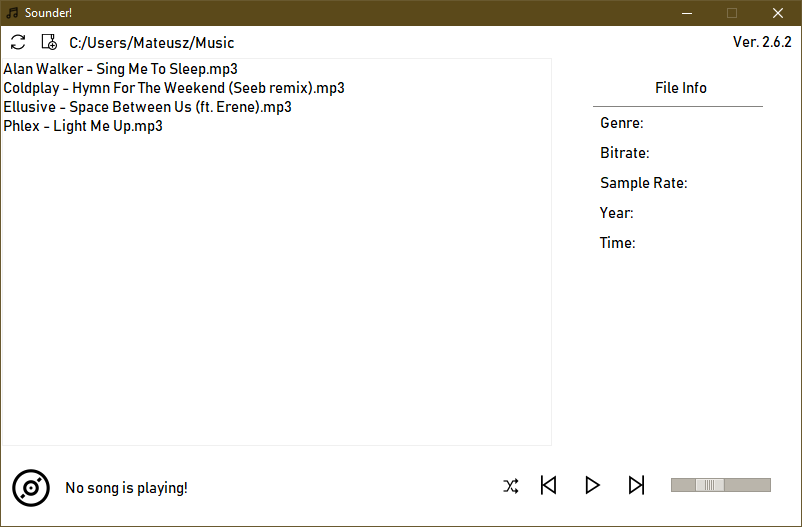 Sounder!
C:/Users/Mateusz/Music
Ver. 2.6.2
Alan Walker - Sing Me To Sleep.mp3
Coldplay - Hymn For The Weekend (Seeb remix).mp3
Ellusive - Space Between Us (ft. Erene).mp3
Phlex - Light Me Up.mp3
File Info
Genre:
Bitrate:
Sample Rate:
Year:
Time:
No song is playing!